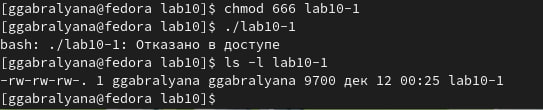 [ggabralyana@fedora lab10]$ chmod 666 lab10-1
[ggabralyana@fedora lab10]$ ./lab10-1
bash: ./lab10-1: Отказано в доступе
[ggabralyana@fedora lab10]$ ls -l lab10-1
-rw-rw-rw-. 1 ggabralyana ggabralyana 9700 дек 12 00:25 lab10-1
[ggabralyana@fedora lab10]$